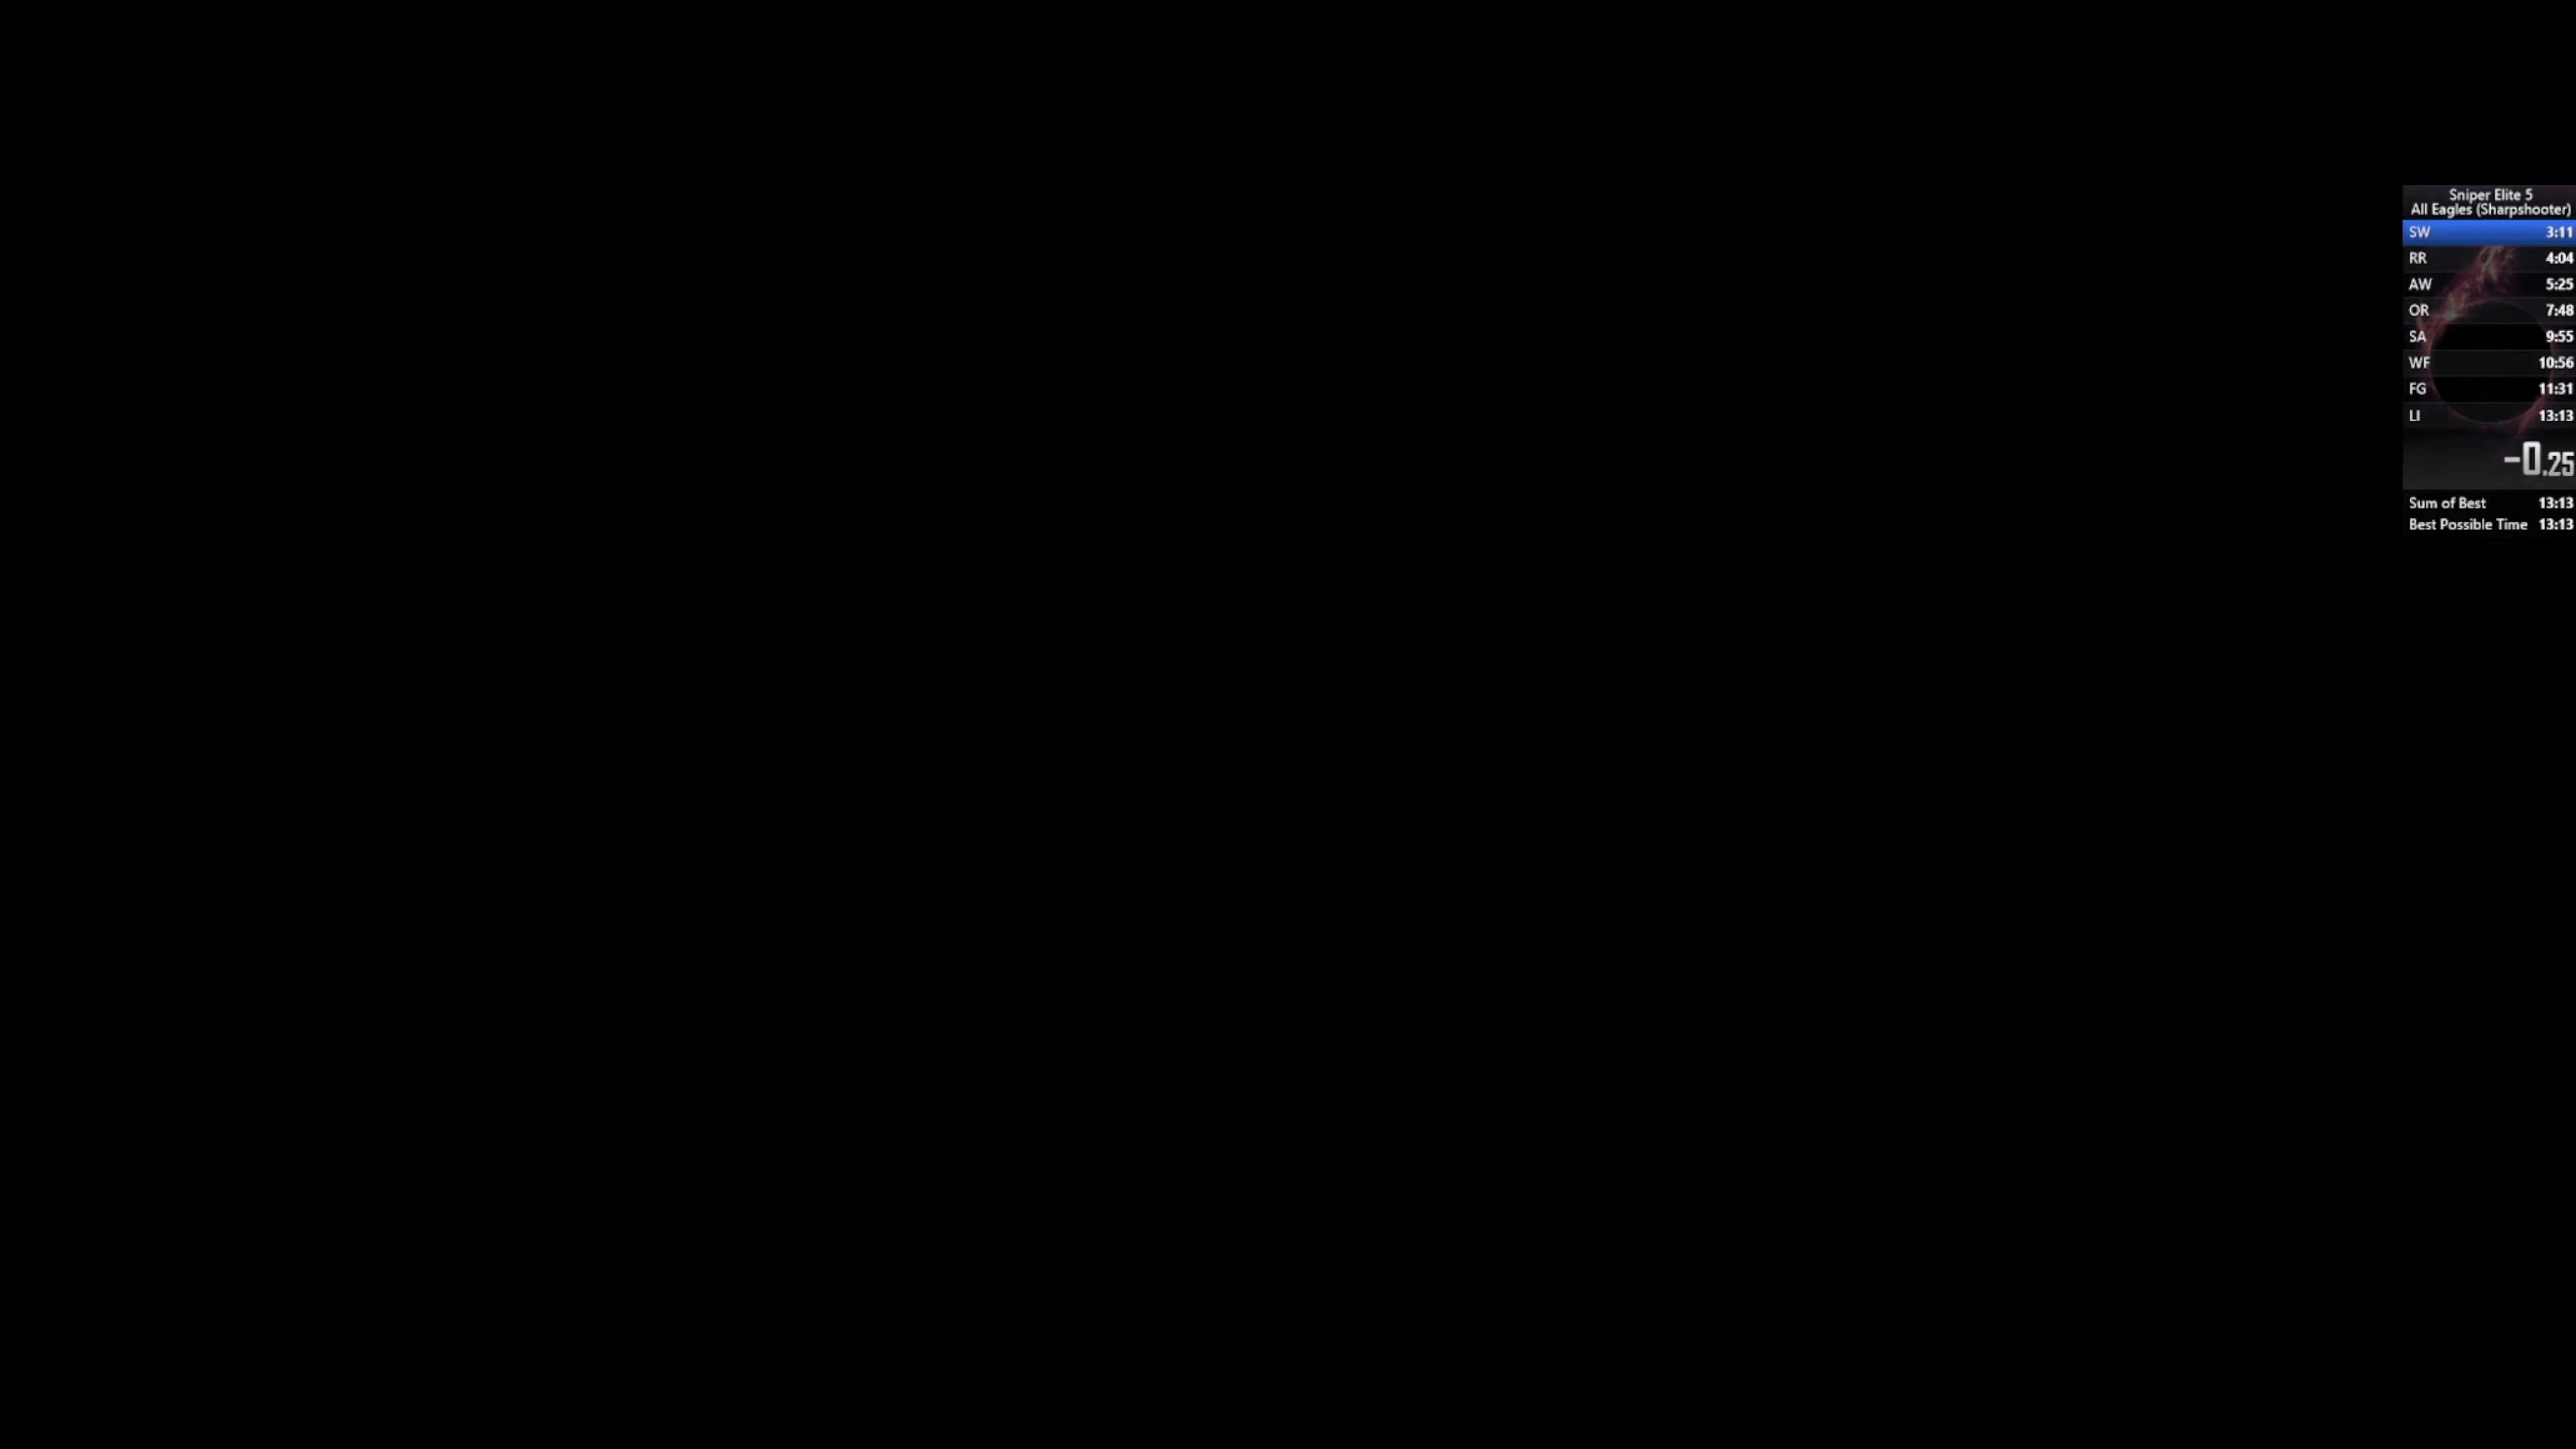 Sniper Elite 5
All Eagles (Sharpshooter)
SW 3:11
RR 4:04
AW 5:25
OR 7:48
SA 9:55
WF 10:56
FG 11:31
LI 13:13
-0.25
Sum of Best 13:13
Best Possible Time 13:13